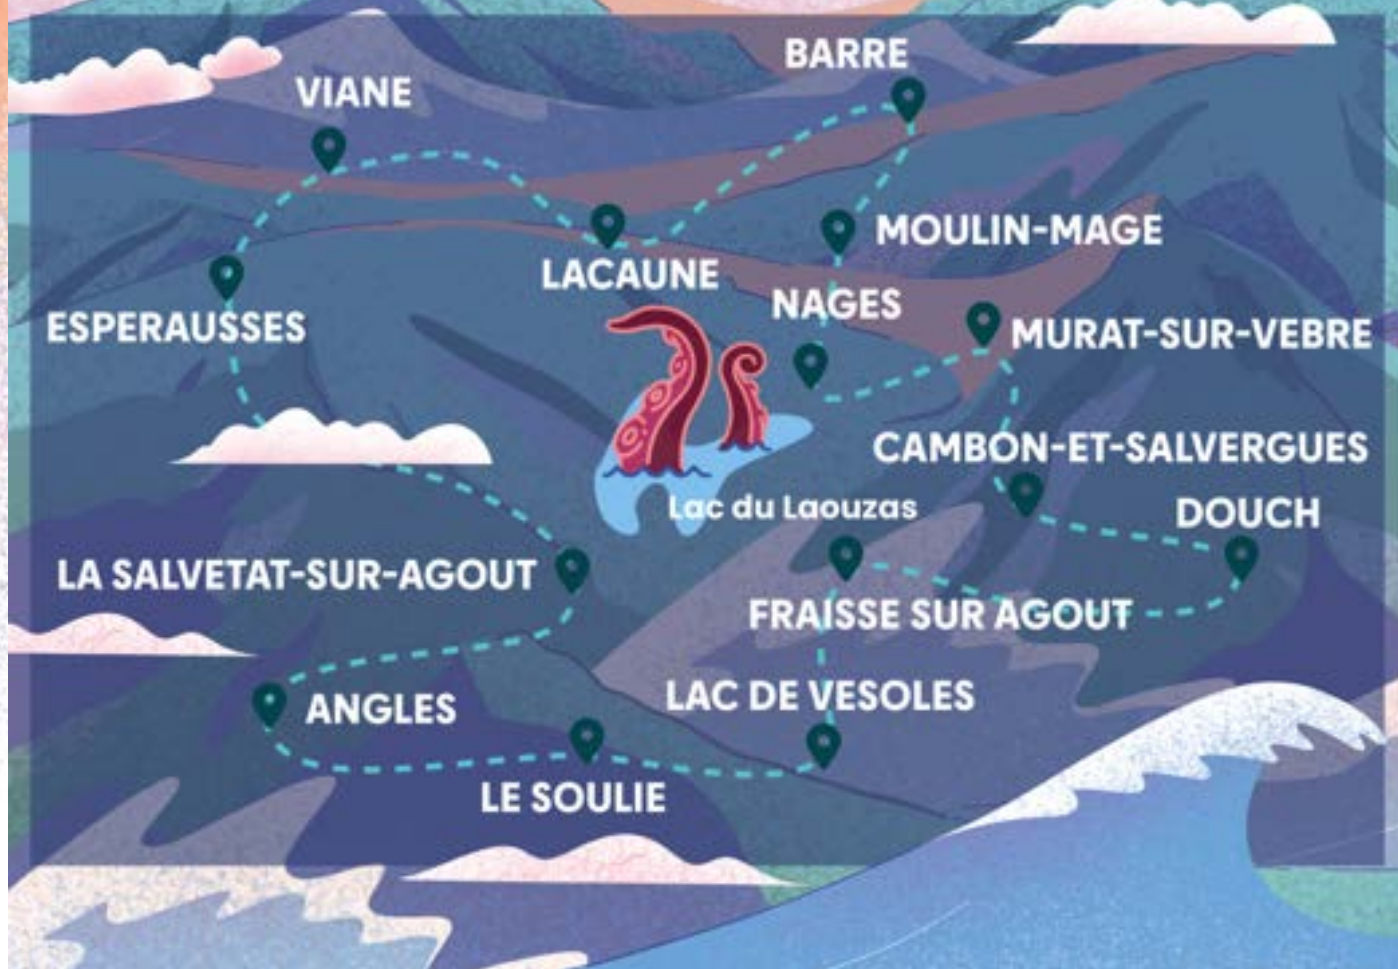 BARRE
VIANE
MOULIN-MAGE
LACAUNE
NAGES
ESPERAUSSES
MURAT-SUR-VEBRE
CAMBON-ET-SALVERGUES
Lac du Laouzas
DOUCH
LA SALVETAT-SUR-AGOUT
FRAISSE SUR AGOUT
LAC DE VESOLES
ANGLES
LE SOULIE